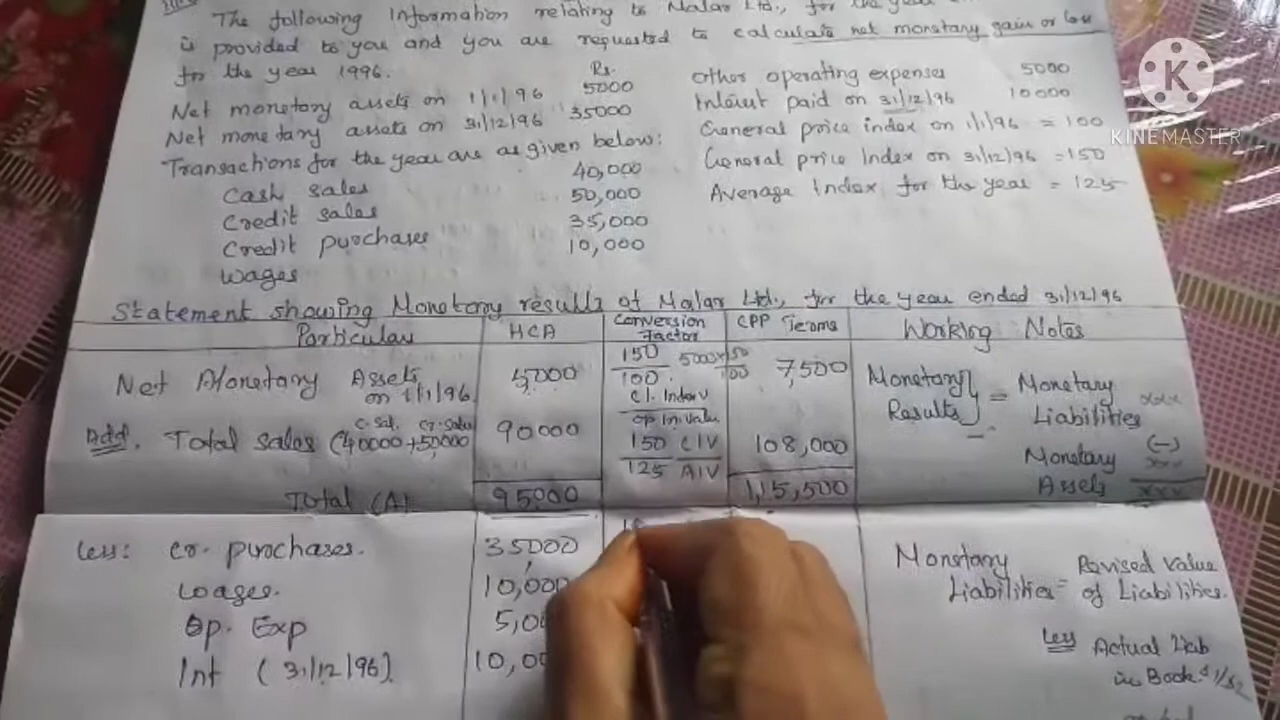 The following Information relating to Malar Ltd., for the year
is provided to you and you are requested to calculate net monetary gain or loss
for the year 1996.
Rs.
Net monetary assets on 1/1/96 5000
Net monetary assets on 31/12/96 35000
Transactions for the year are as given below:
Cash sales 40,000
Credit sales 50,000
Credit purchases 35,000
Wages 10,000
Other operating expenses 5000
Interest paid on 31/12/96 10000
General price index on 1/1/96 = 100
General price Index on 31/12/96 = 150
Average Index for the year = 125
K
KINEMASTER
Statement showing Monetary results of Malar Ltd., for the year ended 31/12/96
Particulars HCA Conversion Factor CPP Terms Working Notes
Net Monetary Assets on 1/1/96. 5,000 150/100 5000x150/100 7,500
Cl. Index V
Op In. Value
C. Sal. Cr. Sales
Add. Total sales (40000+50000 90000 150/125 CIV/AIV 108,000
Total (A). 95000 1,15,500
Less: Cr. purchases. 35000
Wages. 10,000
Op. Exp 5,0
Int (31/12/96). 10,00
Monetary Results = Monetary Liabilities xxx
(-)
Monetary Assets xxx
xxx
Monetary Liabilities = Revised value of Liabilities.
Less Actual Liab
in Books